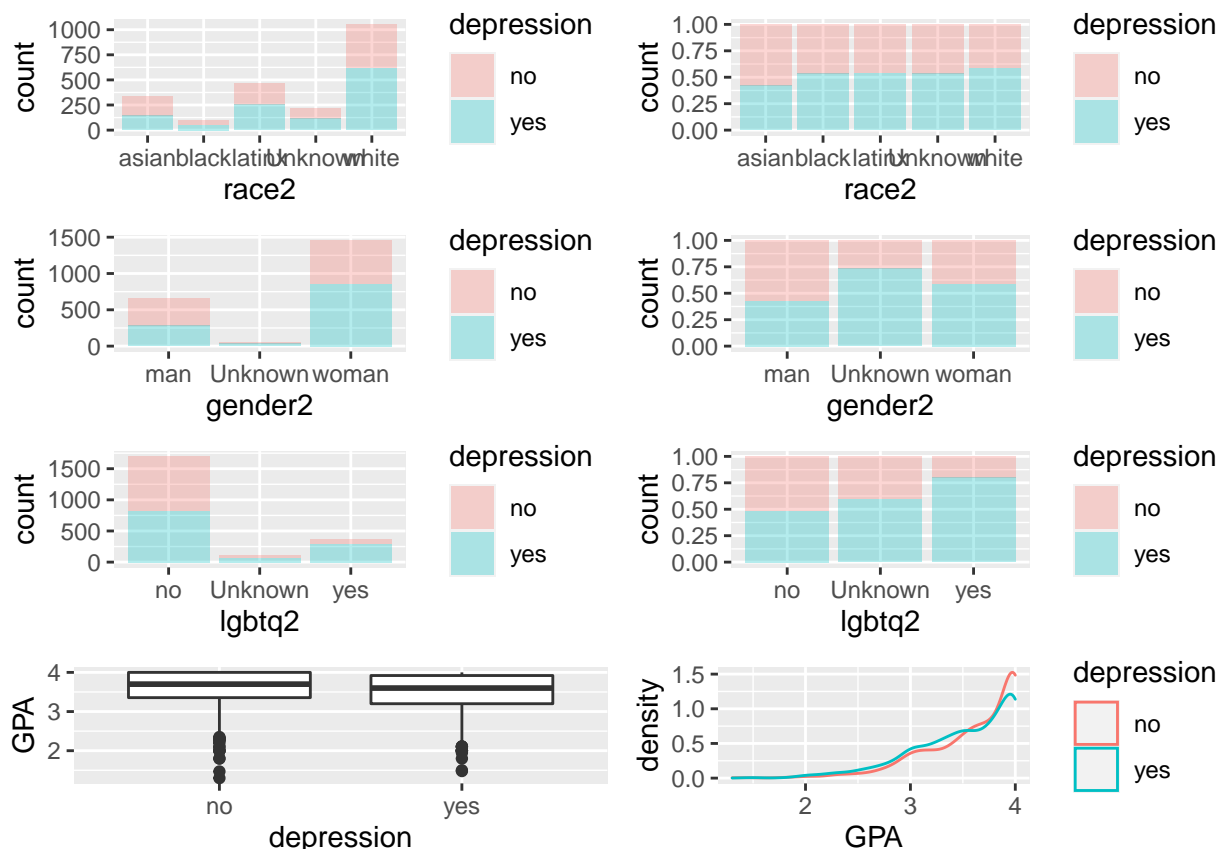 depression
1000
750
500
250
0
count
no
yes
asian black latinx Unknown white
race2
depression
1.00
0.75
0.50
0.25
0.00
count
no
yes
asian black latinx Unknown white
race2
depression
1500
1000
500
0
count
no
yes
man Unknown woman
gender2
depression
1.00
0.75
0.50
0.25
0.00
count
no
yes
man Unknown woman
gender2
depression
1500
1000
500
0
count
no
yes
no Unknown yes
lgbtq2
depression
1.00
0.75
0.50
0.25
0.00
count
no
yes
no Unknown yes
lgbtq2
4
3
2
GPA
no yes
depression
depression
1.5
1.0
0.5
0.0
density
no
yes
2 3 4
GPA